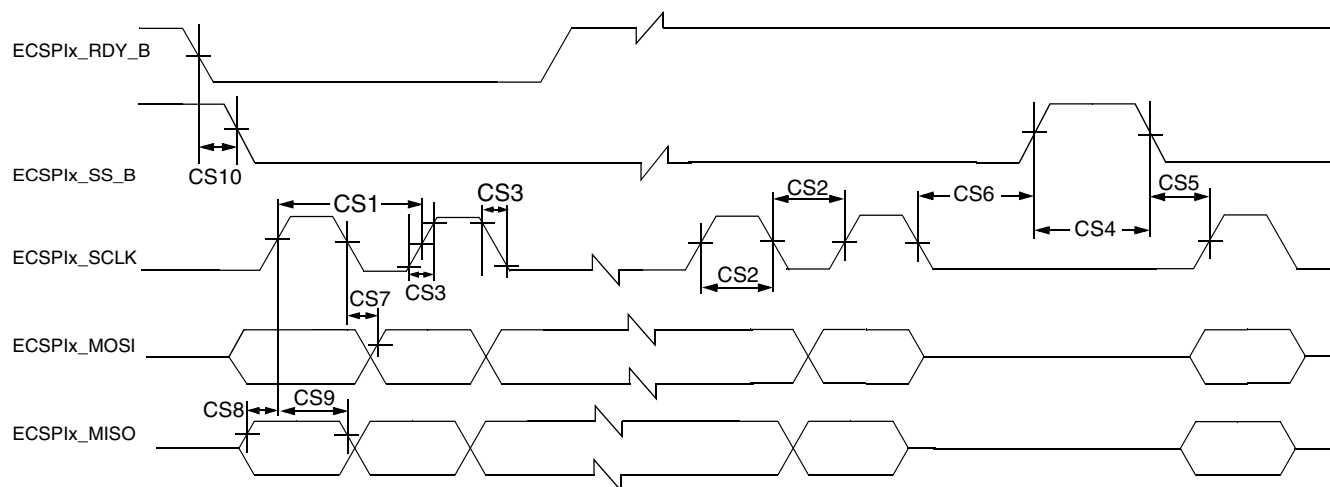 ECSPIx_RDY_B
CS10
ECSPIx_SS_B
CS1
CS3
CS2
CS6
CS5
CS4
ECSPIx_SCLK
CS3
CS2
CS7
ECSPIx_MOSI
CS8
CS9
ECSPIx_MISO